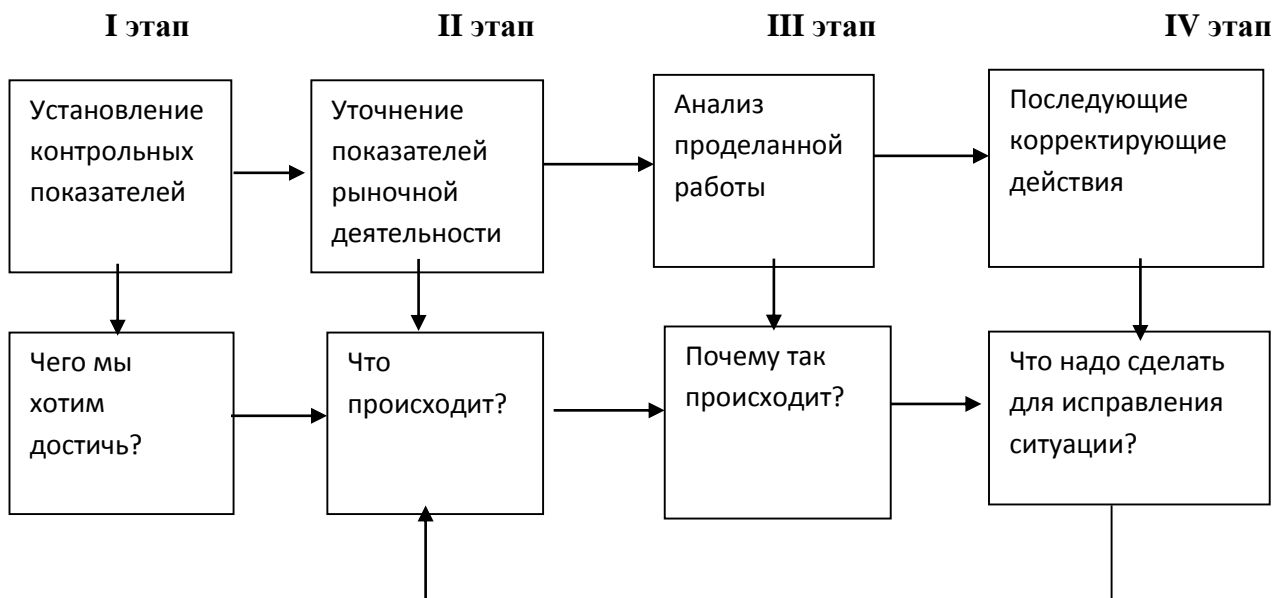 I этап
II этап
III этап
IV этап
Установление
контрольных
показателей
Уточнение
показателей
рыночной
деятельности
Анализ
проделанной
работы
Последующие
корректирующие
действия
Чего мы
хотим
достичь?
Что
происходит?
Почему так
происходит?
Что надо сделать
для исправления
ситуации?